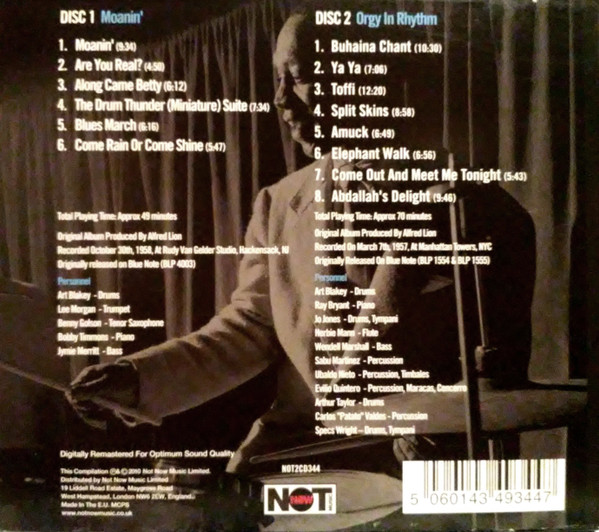 DISC 1 Moanin'
1. Moanin' (9:34)
2. Are You Real? (4:50)
3. Along Came Betty (6:12)
4. The Drum Thunder (Miniature) Suite (7:34)
5. Blues March (6:16)
6. Come Rain Or Come Shine (5:47)
Total Playing Time: Approx 49 minutes
Original Album Produced By Alfred Lion
Recorded October 30th, 1958, At Rudy Van Gelder Studio, Hackensack, NJ
Originally released on Blue Note (BLP 4003)
Personnel
Art Blakey - Drums
Lee Morgan - Trumpet
Benny Golson - Tenor Saxophone
Bobby Timmons - Piano
Jymie Merritt - Bass
DISC 2 Orgy In Rhythm
1. Buhaina Chant (10:30)
2. Ya Ya (7:06)
3. Toffi (12:20)
4. Split Skins (8:58)
5. Amuck (6:49)
6. Elephant Walk (6:56)
7. Come Out And Meet Me Tonight (5:43)
8. Abdallah's Delight (9:46)
Total Playing Time: Approx 70 minutes
Original Album Produced By Alfred Lion
Recorded On March 7th, 1957, At Manhattan Towers, NYC
Originally Released On Blue Note (BLP 1554 & BLP 1555)
Personnel
Art Blakey - Drums
Ray Bryant - Piano
Jo Jones - Drums, Tympani
Herbie Mann - Flute
Wendell Marshall - Bass
Sabu Martinez - Percussion
Ubaldo Nieto - Percussion, Timbales
Evilio Quintero - Percussion, Maracas, Cencerro
Arthur Taylor - Drums
Carlos "Patato" Valdes - Percussion
Specs Wright – Drums, Tympani
Digitally Remastered For Optimum Sound Quality
This Compilation ℗&© 2010 Not Now Music Limited.
Distributed by Not Now Music Limited
19 Liddell Road Estate, Maygrove Road
West Hampstead, London NW6 2EW, England.
Made In The E.U. MCPS
www.notnowmusic.co.uk
NOT2CD344
NOT NOW MUSIC
5 060143 493447